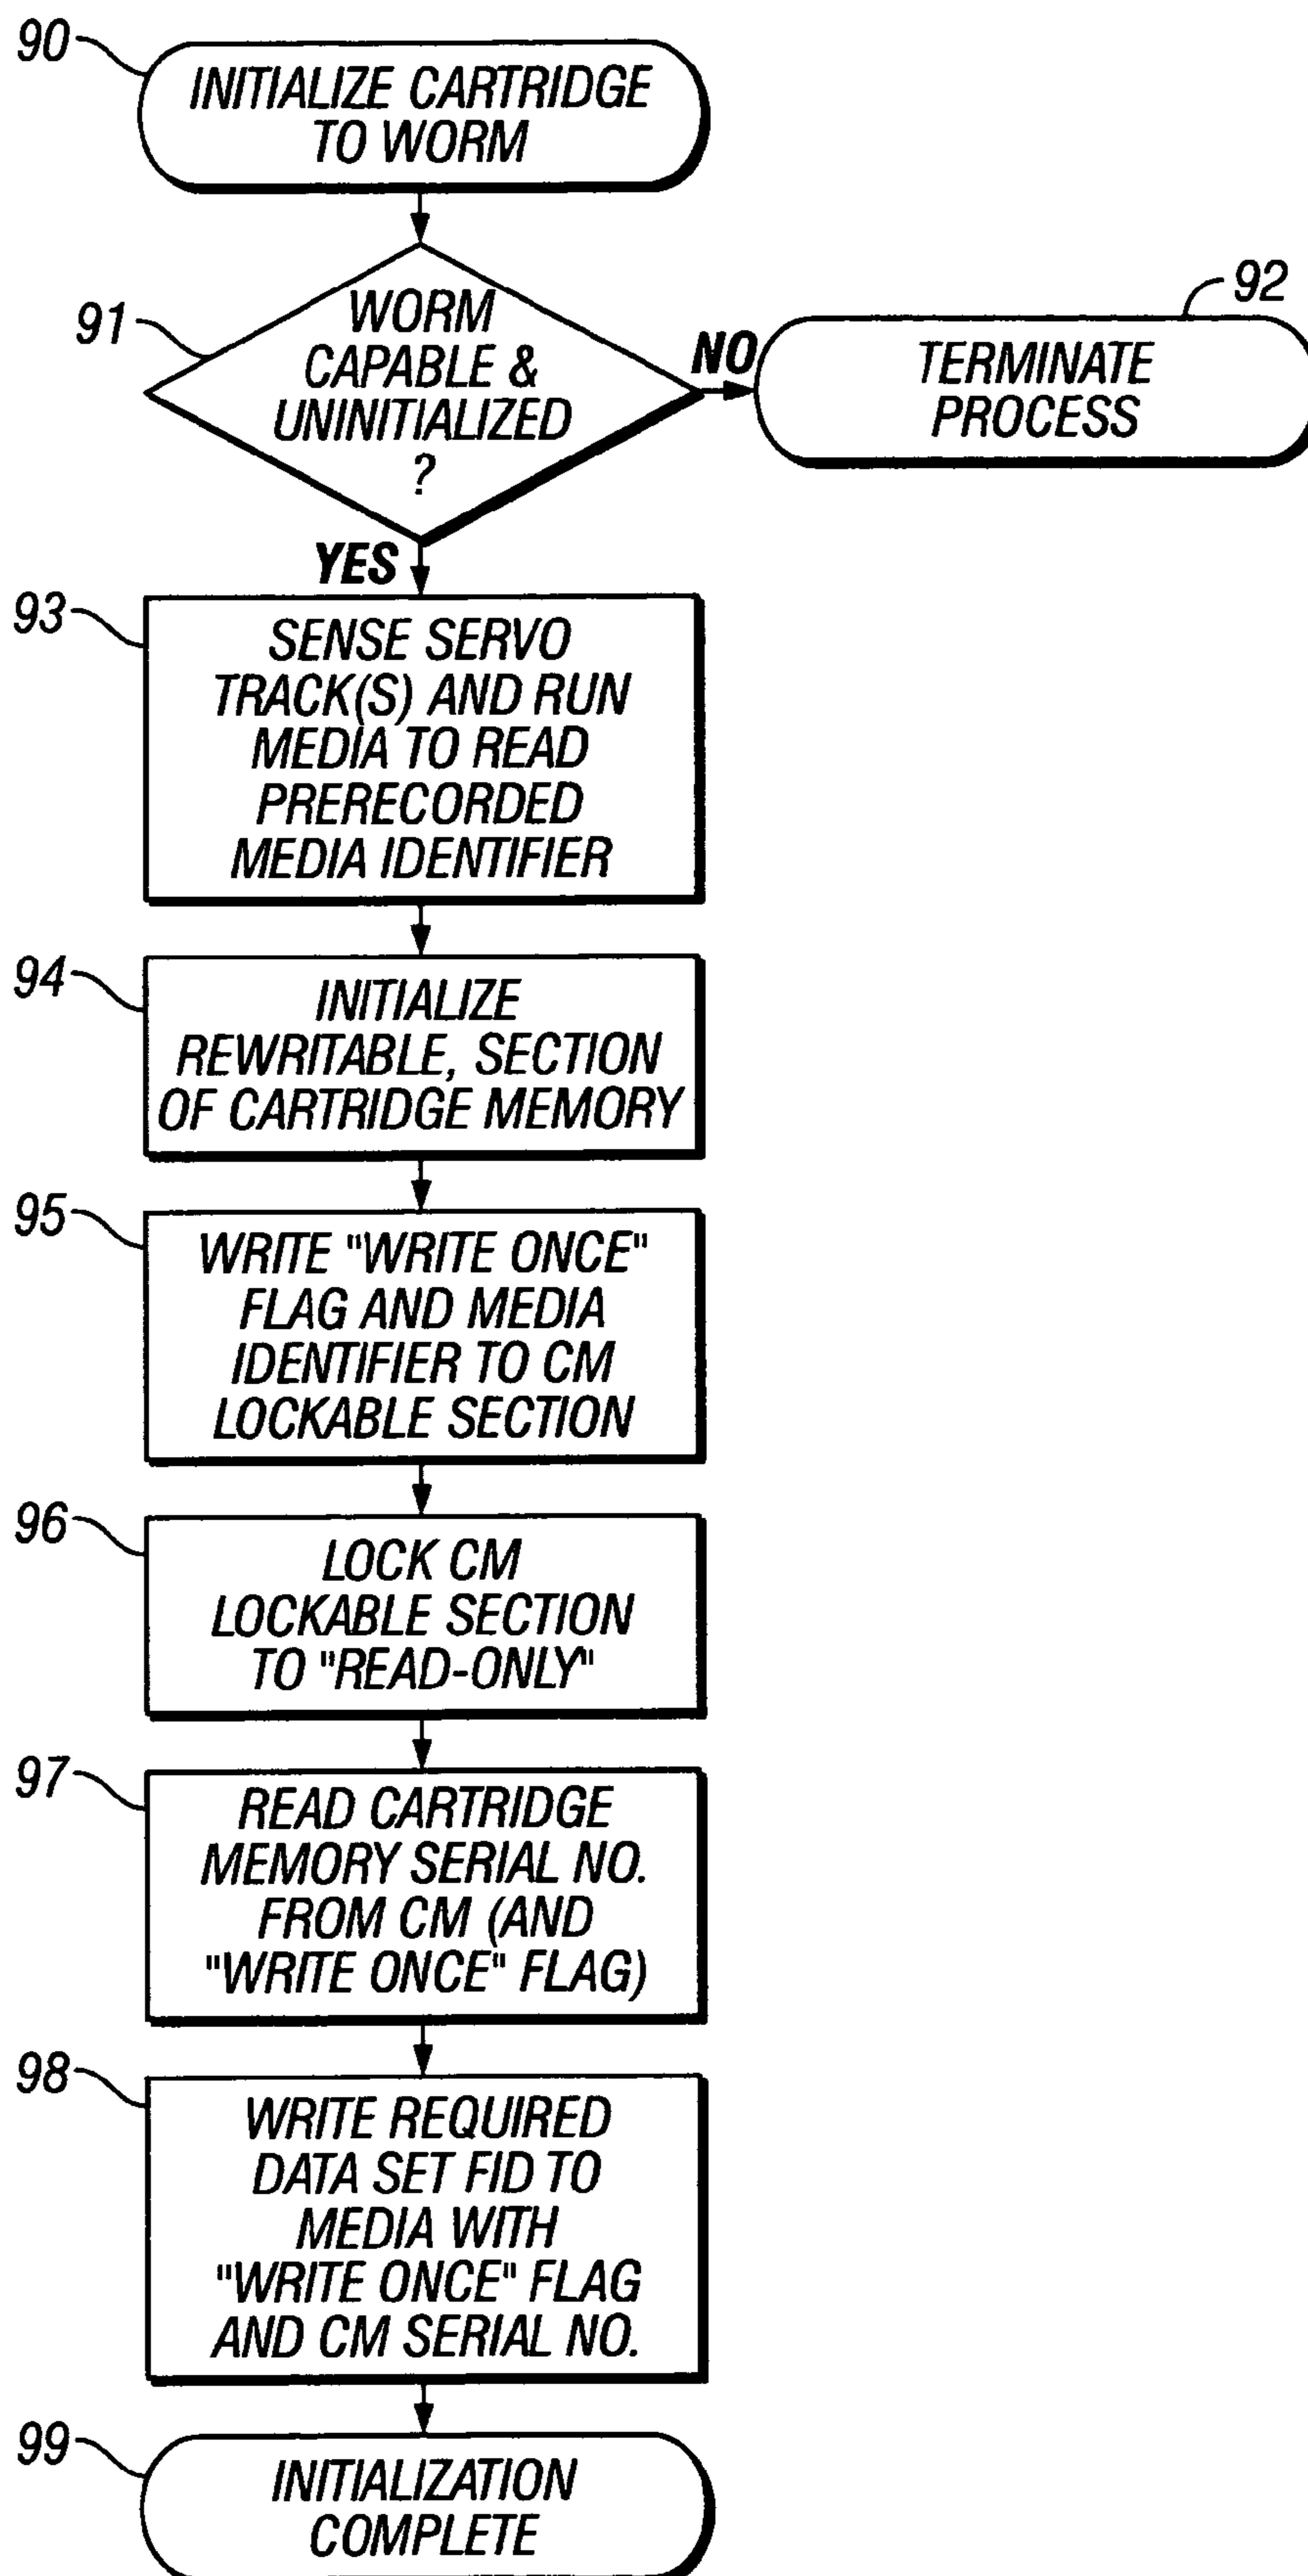 90
INITIALIZE CARTRIDGE
TO WORM
91
WORM
CAPABLE &
UNINITIALIZED
?
NO
92
TERMINATE
PROCESS
YES
93
SENSE SERVO
TRACK(S) AND RUN
MEDIA TO READ
PRERECORDED
MEDIA IDENTIFIER
94
INITIALIZE
REWRITABLE, SECTION
OF CARTRIDGE MEMORY
95
WRITE "WRITE ONCE"
FLAG AND MEDIA
IDENTIFIER TO CM
LOCKABLE SECTION
96
LOCK CM
LOCKABLE SECTION
TO "READ-ONLY"
97
READ CARTRIDGE
MEMORY SERIAL NO.
FROM CM (AND
"WRITE ONCE" FLAG)
98
WRITE REQUIRED
DATA SET FID TO
MEDIA WITH
"WRITE ONCE" FLAG
AND CM SERIAL NO.
99
INITIALIZATION
COMPLETE